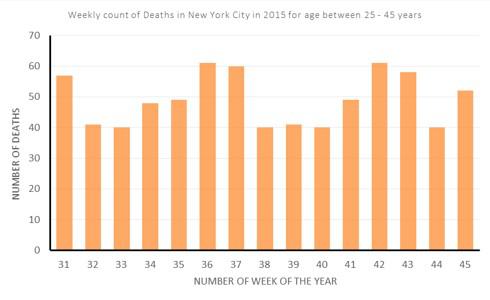 Weekly count of Deaths in New York City in 2015 for age between 25 - 45 years
70
60
50
40
30
20
10
0
NUMBER OF DEATHS
31 32 33 34 35 36 37 38 39 40 41 42 43 44 45
NUMBER OF WEEK OF THE YEAR